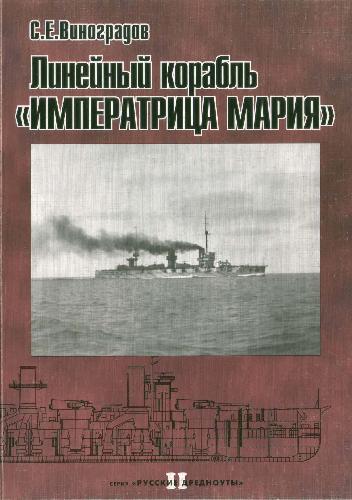 С.Е.Виноградов
Линейный корабль
«ИМПЕРАТРИЦА МАРИЯ»
серия «РУССКИЕ ДРЕДНОУТЫ»
II